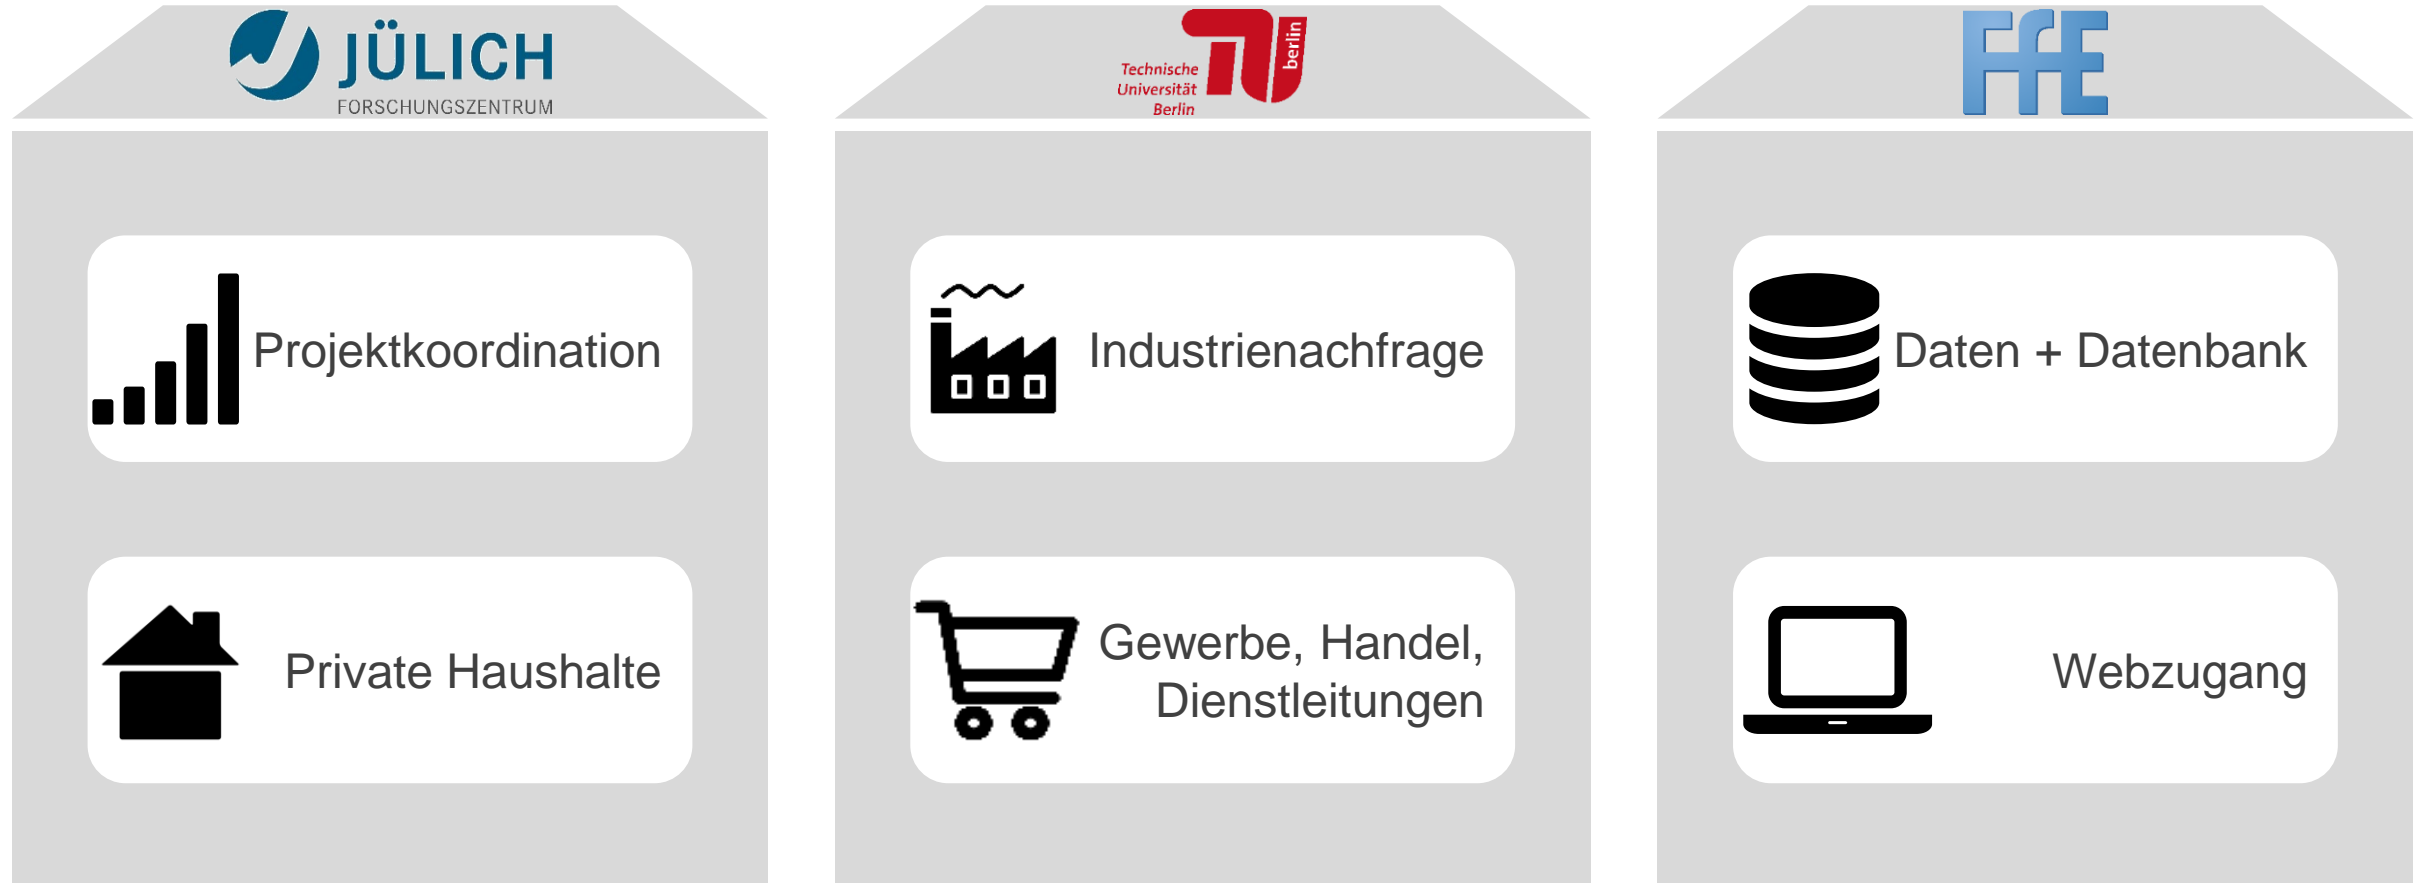 JÜLICH
FORSCHUNGSZENTRUM
Projektkoordination
Private Haushalte
Technische
Universität
Berlin
berlin
Industrienachfrage
Gewerbe, Handel,
Dienstleitungen
FfE
Daten + Datenbank
Webzugang